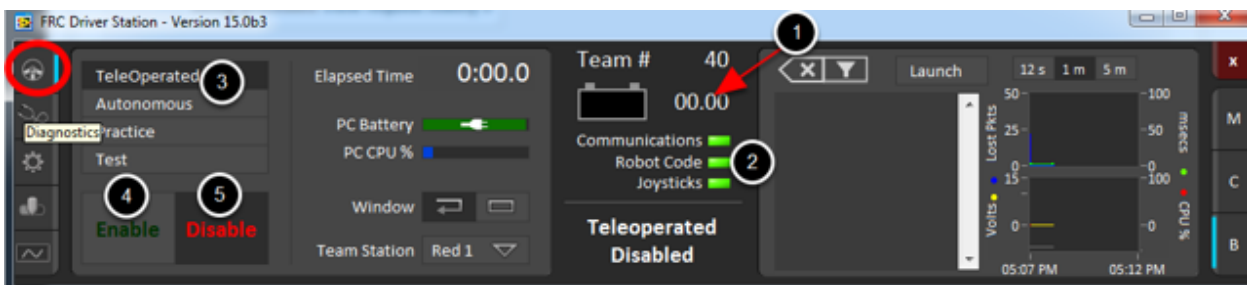 FRC Driver Station - Version 15.0b3
1
TeleOperated
3
Autonomous
Practice
Test
Diagnostics
4
5
Enable
Disable
Elapsed Time 0:00.0
PC Battery
PC CPU %
Window
Team Station Red 1
Team # 40
00.00
Communications
Robot Code
Joysticks
2
Teleoperated
Disabled
X
Launch
12 s 1 m 5 m
Lost Pkts
50
25
0
100
50
0
msecs
Volts
15
0
100
0
CPU %
05:07 PM 05:12 PM
X
M
C
B